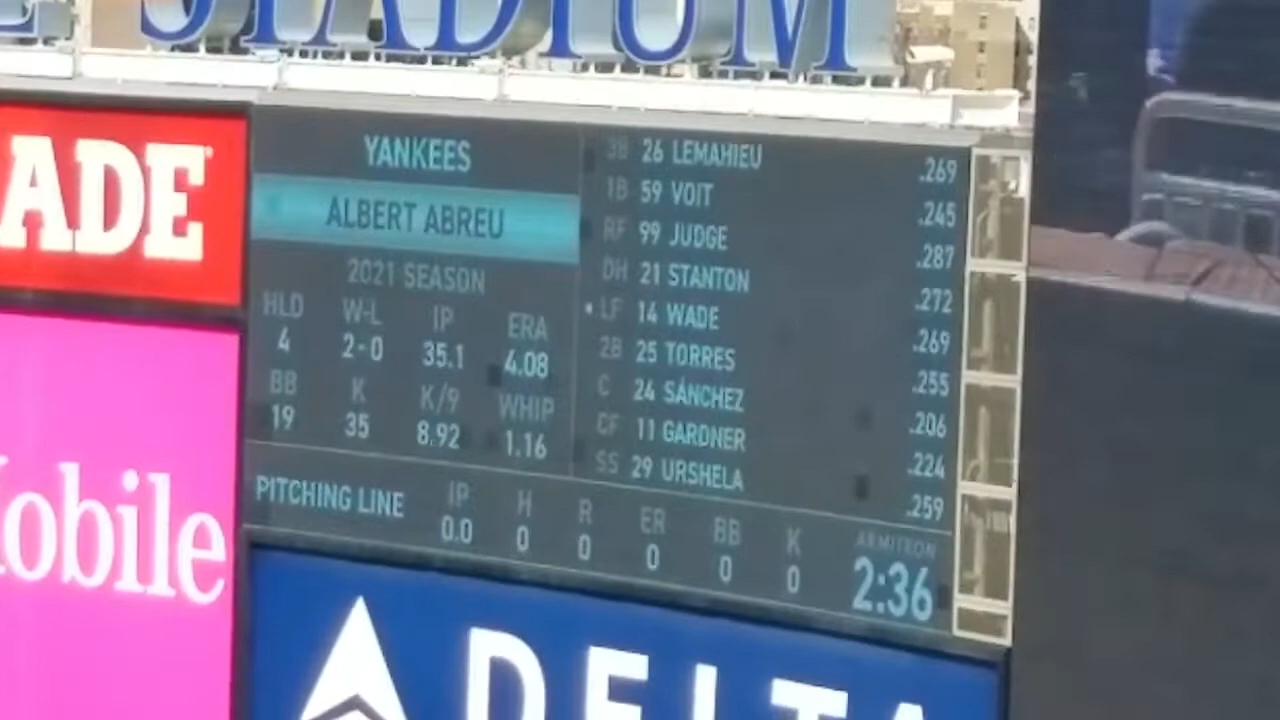 STADIUM
ADE
obile
YANKEES
ALBERT ABREU
2021 SEASON
HLD W-L IP ERA
4 2-0 35.1 4.08
BB K K/9 WHIP
19 35 8.92 1.16
3B 26 LEMAHIEU .269
1B 59 VOIT .245
RF 99 JUDGE .287
DH 21 STANTON .272
LF 14 WADE .269
2B 25 TORRES .255
C 24 SÁNCHEZ .206
CF 11 GARDNER .224
SS 29 URSHELA .259
PITCHING LINE
IP H R ER BB K
0.0 0 0 0 0 0
ARMITRON
2:36
DELTA